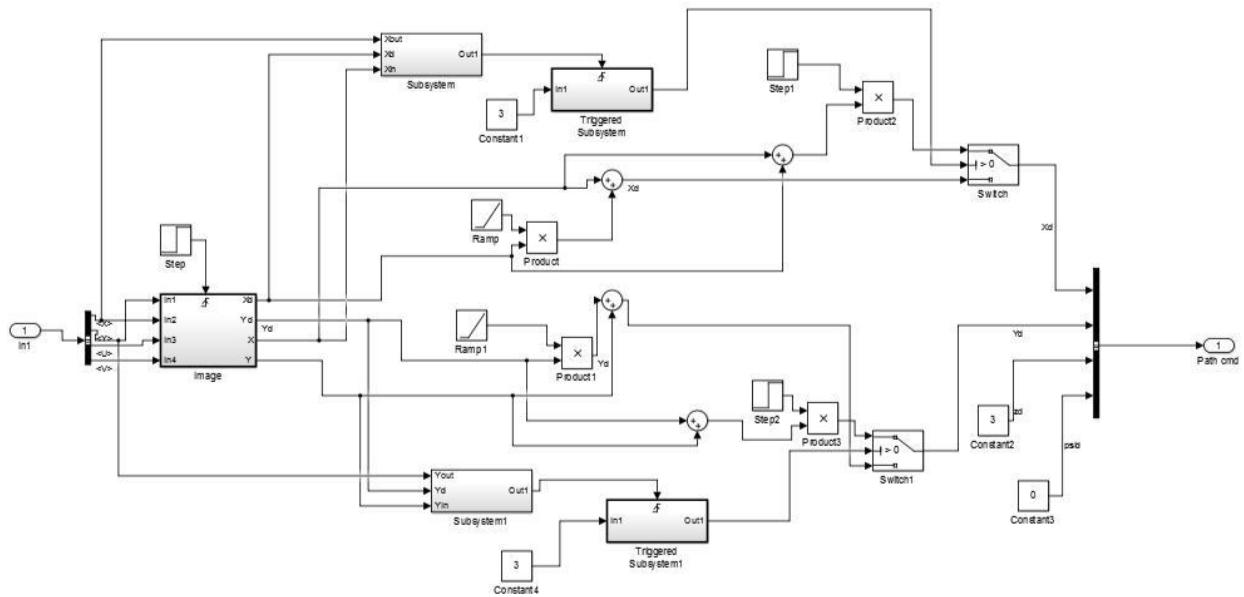 Xout
Xd
Xin
Out1
Subsystem
In1
Out1
Triggered
Subsystem
3
Constant1
Step1
×
Product2
> 0
Switch
Xd
Xd
Ramp
×
Product
Step
In1
In2
In3
In4
Xd
Yd
X
Y
Image
Yd
1
In1
<X>
<Y>
<U>
<V>
Ramp1
×
Product1
Yd
Step2
×
Product3
> 0
Switch1
Yd
3
Constant2
zd
0
Constant3
psid
1
Path cmd
Yout
Yd
Yin
Out1
Subsystem1
In1
Out1
Triggered
Subsystem1
3
Constant4